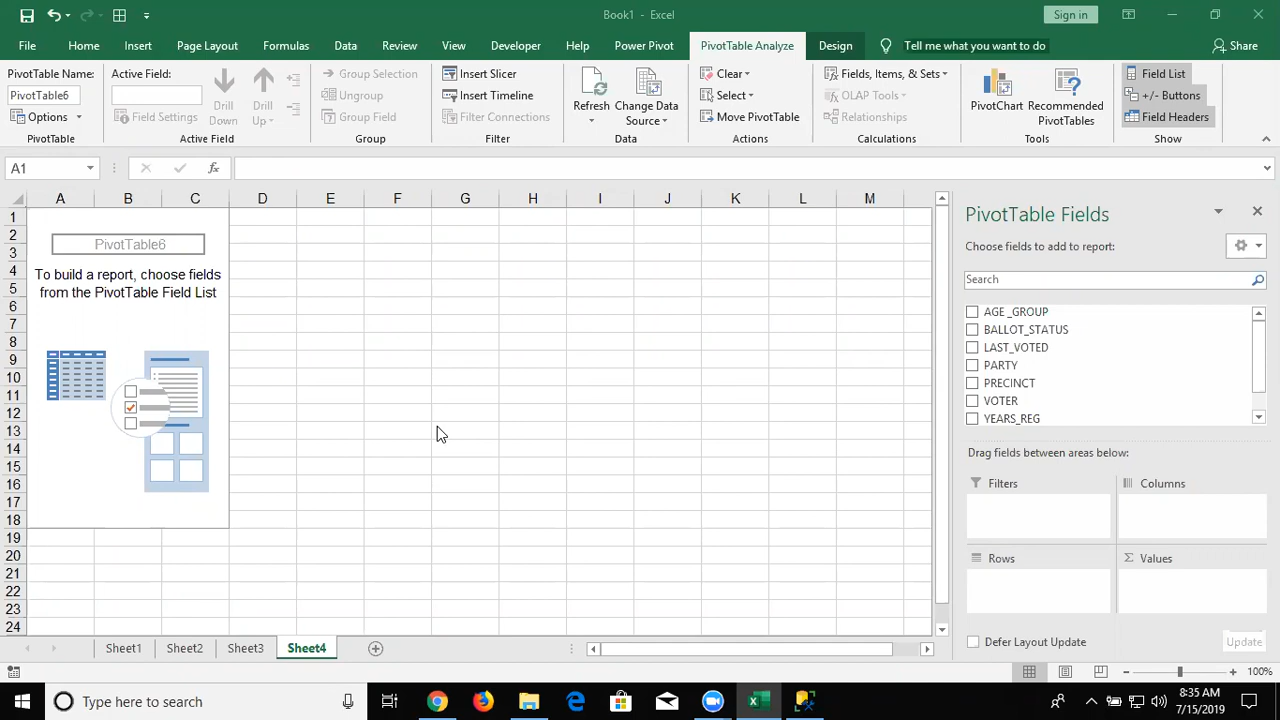 Book1 - Excel
Sign in
File Home Insert Page Layout Formulas Data Review View Developer Help Power Pivot PivotTable Analyze Design Tell me what you want to do Share
PivotTable Name:
PivotTable6
Options
PivotTable
Active Field:
Field Settings
Drill Down
Drill Up
Active Field
Group Selection
Ungroup
Group Field
Group
Insert Slicer
Insert Timeline
Filter Connections
Filter
Refresh
Change Data Source
Data
Clear
Select
Move PivotTable
Actions
Fields, Items, & Sets
OLAP Tools
Relationships
Calculations
PivotChart
Recommended PivotTables
Tools
Field List
+/- Buttons
Field Headers
Show
A1
fx
A B C D E F G H I J K L M
1
2
3
4
5
6
7
8
9
10
11
12
13
14
15
16
17
18
19
20
21
22
23
24
PivotTable6
To build a report, choose fields
from the PivotTable Field List
PivotTable Fields
Choose fields to add to report:
Search
AGE _GROUP
BALLOT_STATUS
LAST_VOTED
PARTY
PRECINCT
VOTER
YEARS_REG
Drag fields between areas below:
Filters
Columns
Rows
Σ Values
Defer Layout Update
Update
Sheet1 Sheet2 Sheet3 Sheet4
100%
Type here to search
8:35 AM
7/15/2019